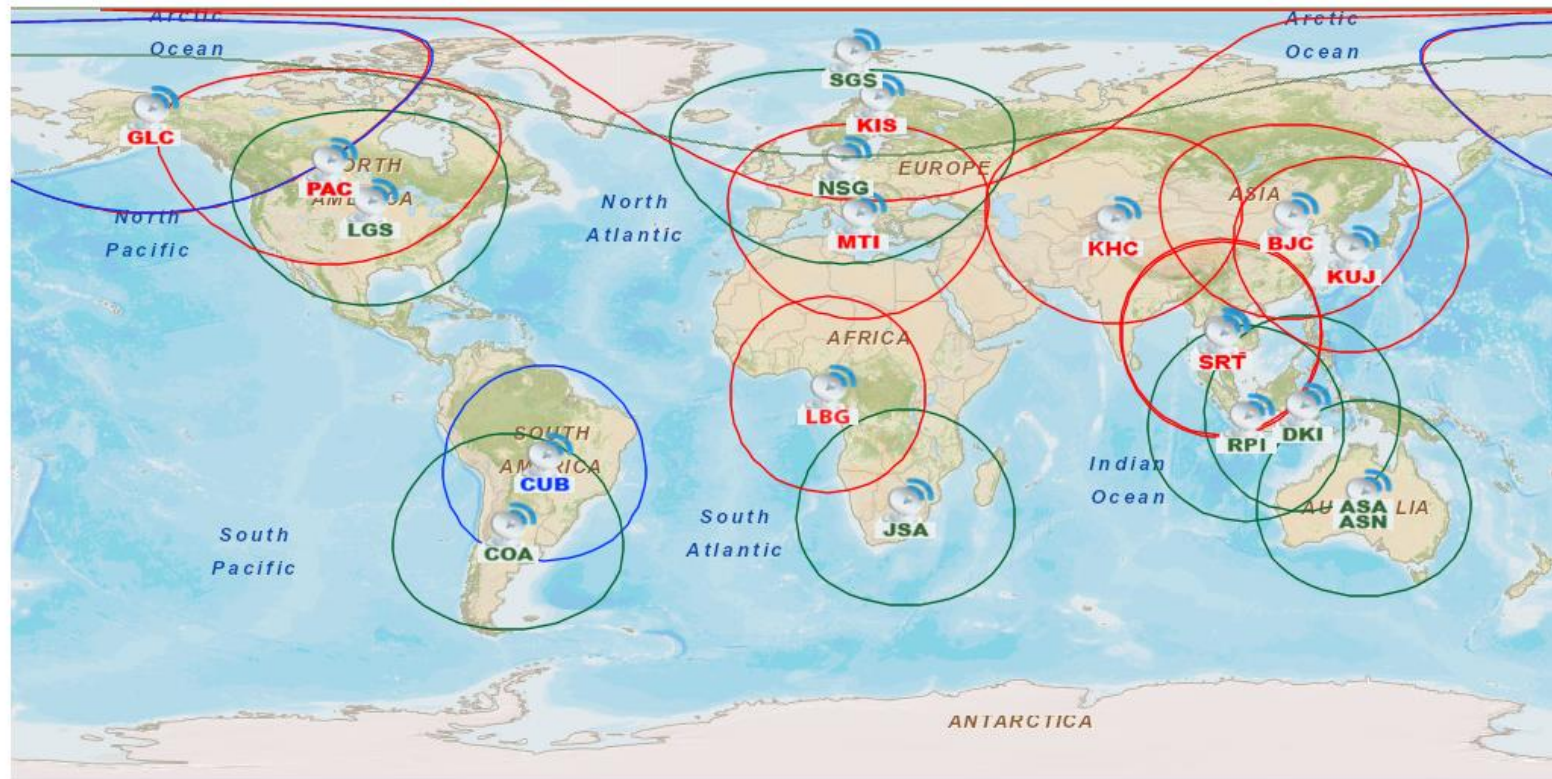 Arctic
Ocean
Arctic
Ocean
SGS
GLC
KIS
NORTH
AMERICA
PAC
NSG
EUROPE
LGS
North
Pacific
North
Atlantic
MTI
KHC
ASIA
BJC
KUJ
AFRICA
SRT
LBG
RPI
DKI
SOUTH
AMERICA
CUB
Indian
Ocean
COA
South
Pacific
South
Atlantic
JSA
AUSTRALIA
ASA
ASN
ANTARCTICA